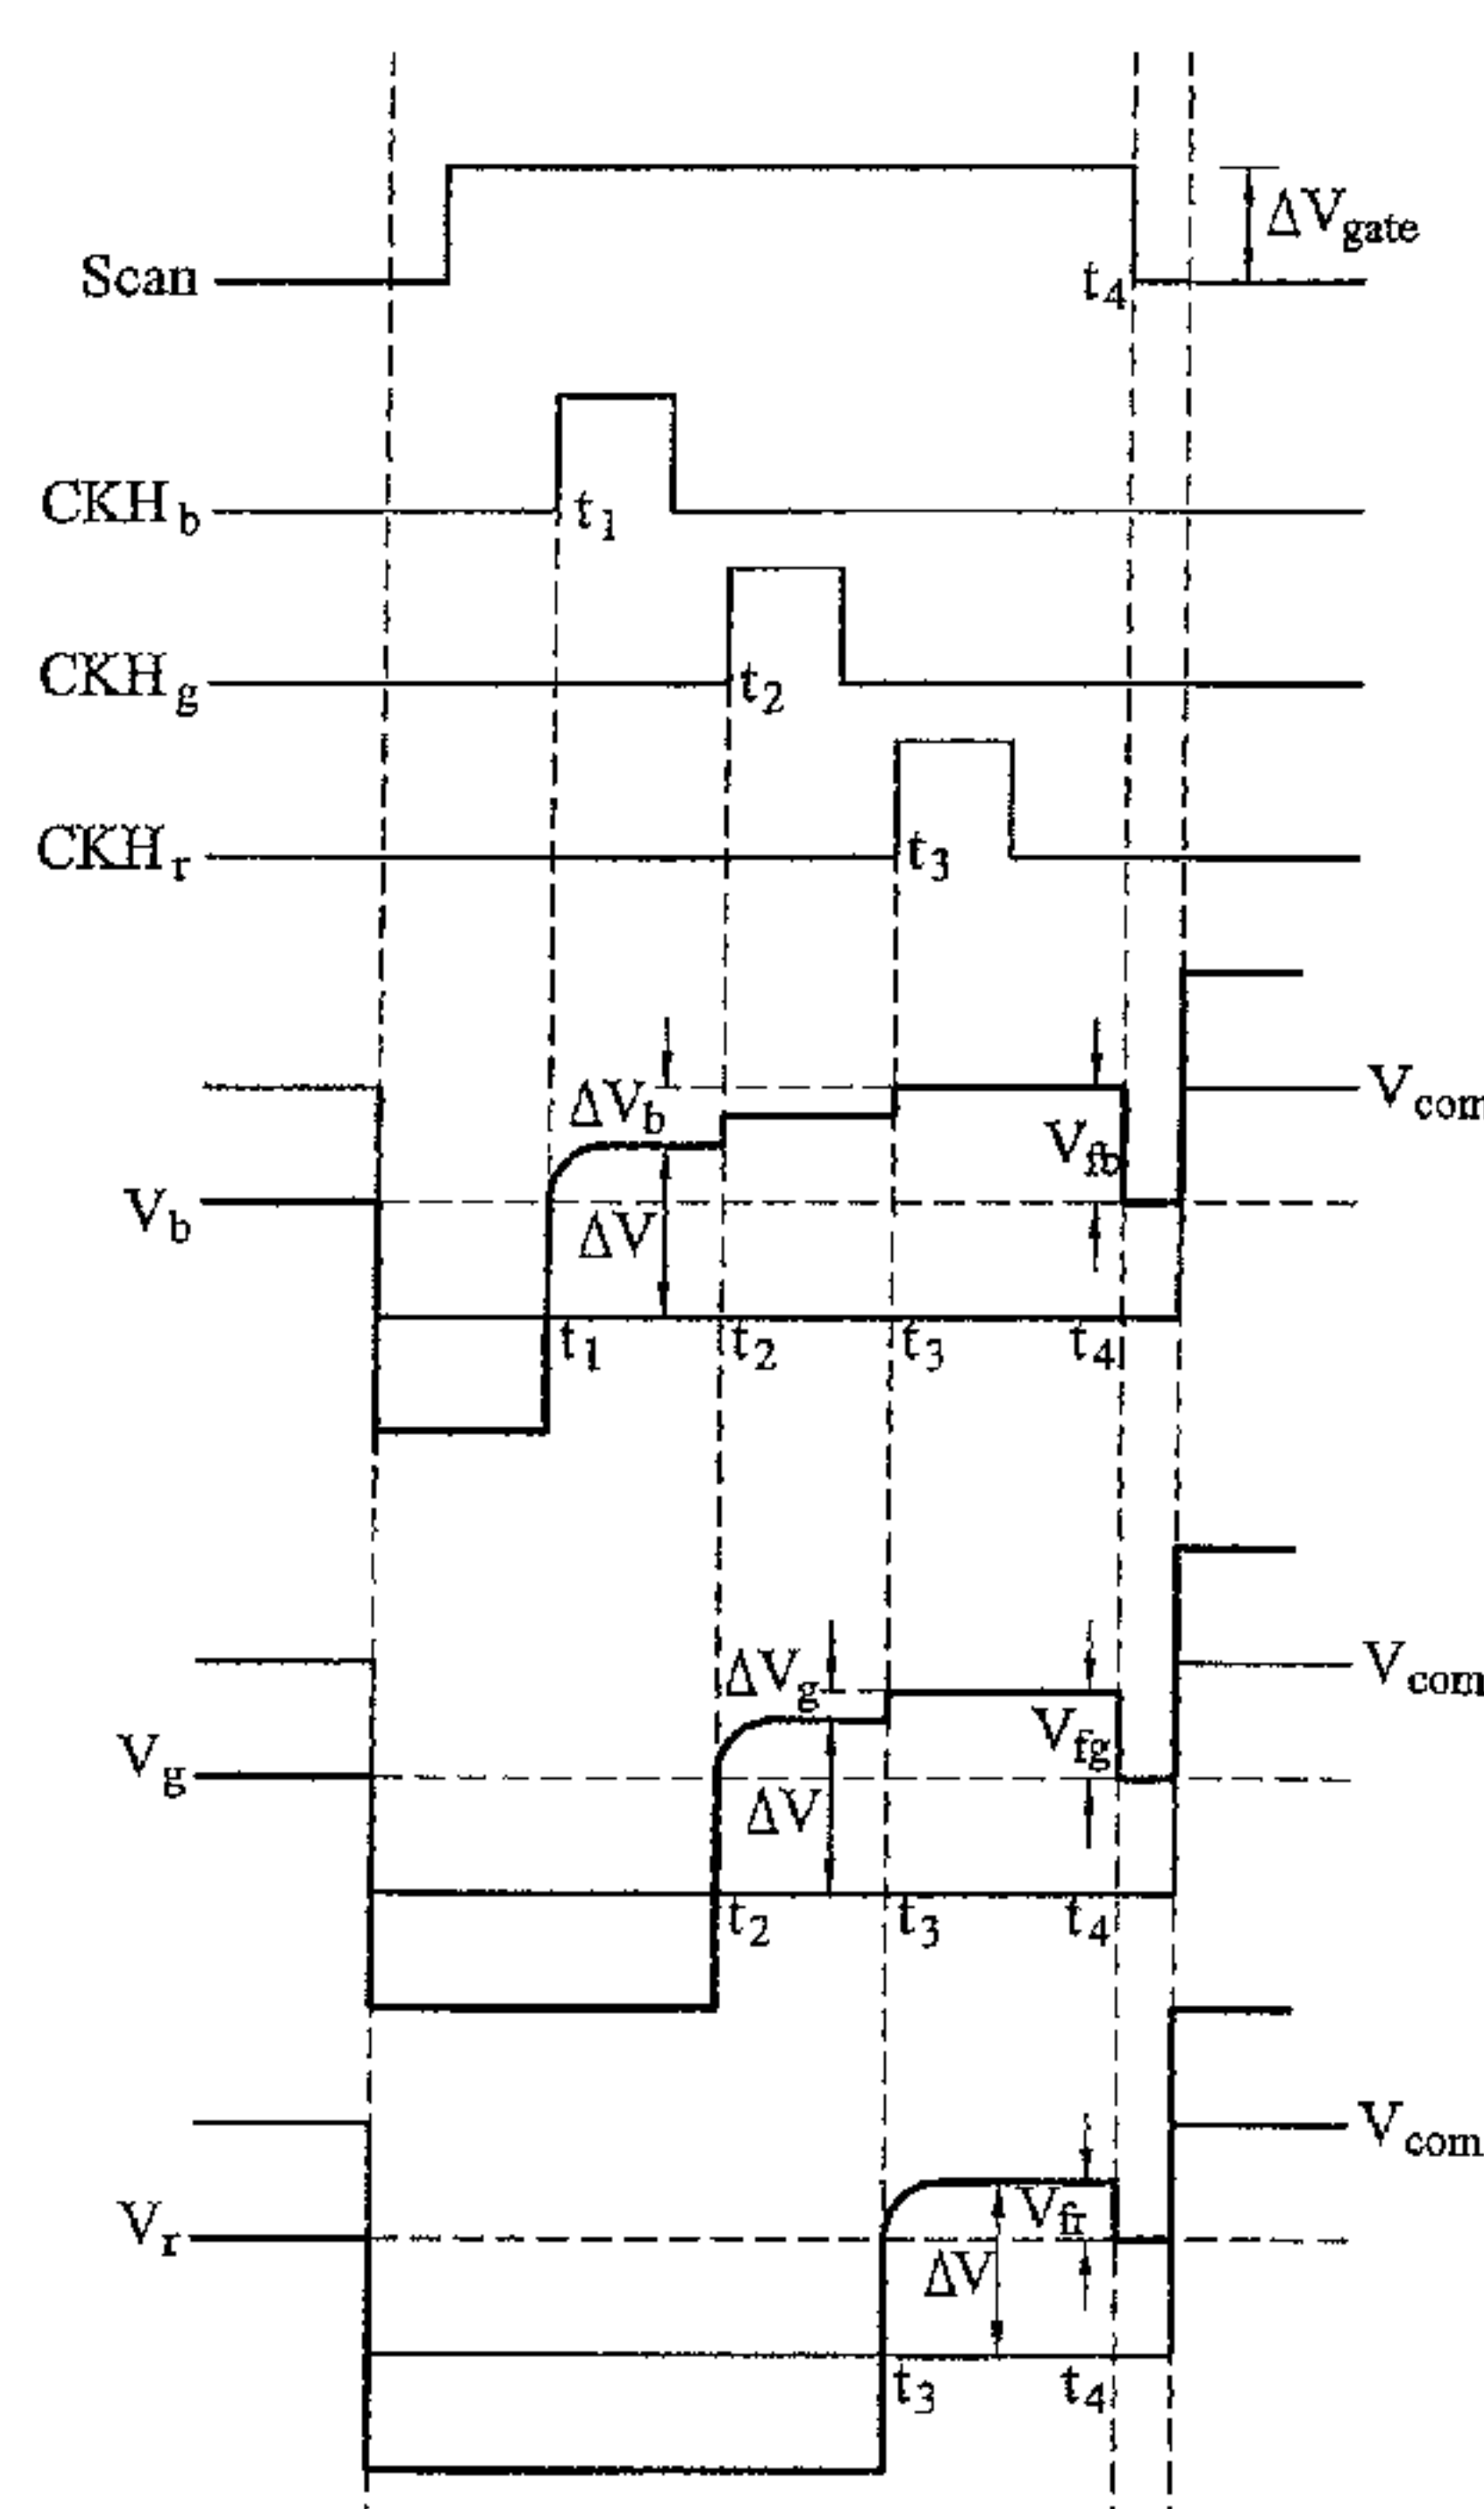 Scan
ΔVgate
t4
CKHb
t1
CKHg
t2
CKHr
t3
ΔVb
Vfb
Vcom
Vb
ΔV
t1 t2 t3 t4
ΔVg
Vfg
Vcom
Vg
ΔV
t2 t3 t4
Vcom
Vr
Vfr
ΔV
t3 t4